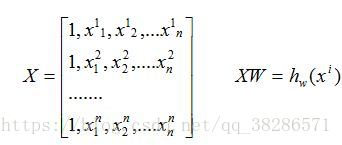 X = [1, x^1_1, x^1_2, ... x^1_n
1, x^2_1, x^2_2, .... x^2_n
.......
1, x^n_1, x^n_2, .... x^n_n] XW = h_w(x^i)
https://blog.csdn.net/qq_38286571